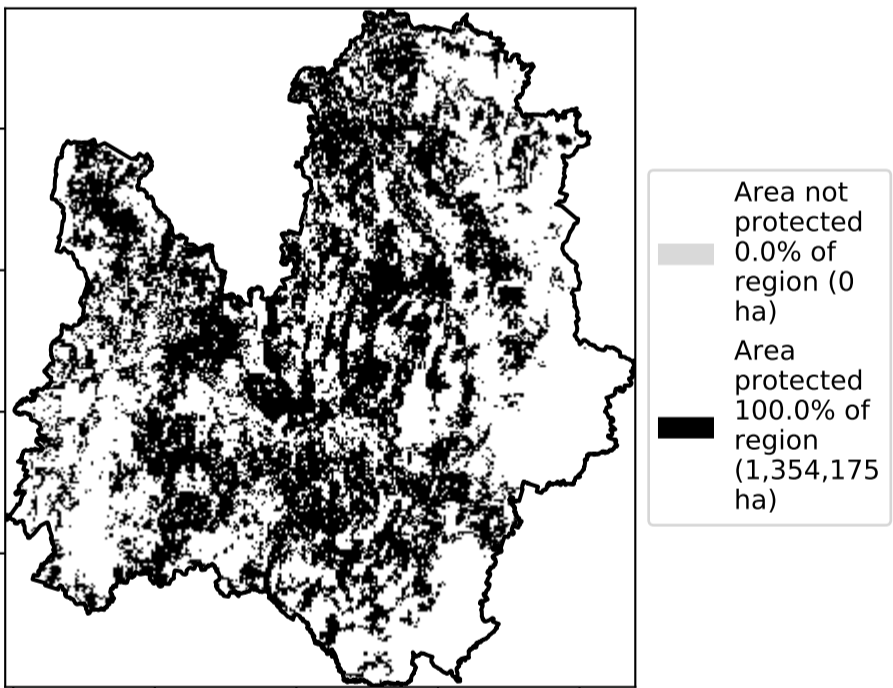 Area not
protected
0.0% of
region (0
ha)
Area
protected
100.0% of
region
(1,354,175
ha)